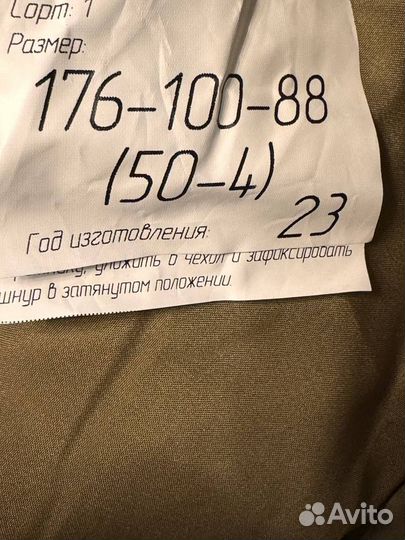 Сорт: 1
Размер:
176-100-88
(50-4)
Год изготовления: 23
уложить в чехол и зафиксировать
шнур в затянутом положении.
Avito